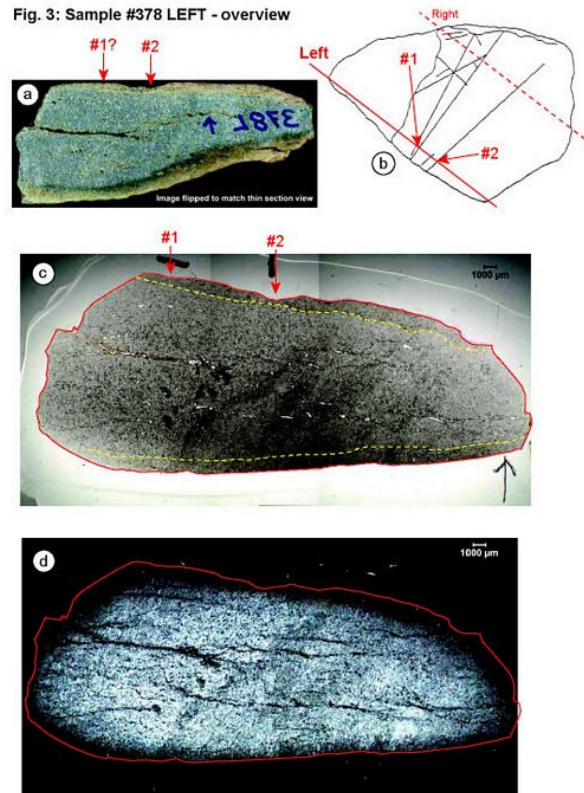 Fig. 3: Sample #378 LEFT - overview
#1? #2
a
378L
Image flipped to match thin section view
Right
Left
#1
#2
b
#1
#2
c
1000 µm
d
1000 µm